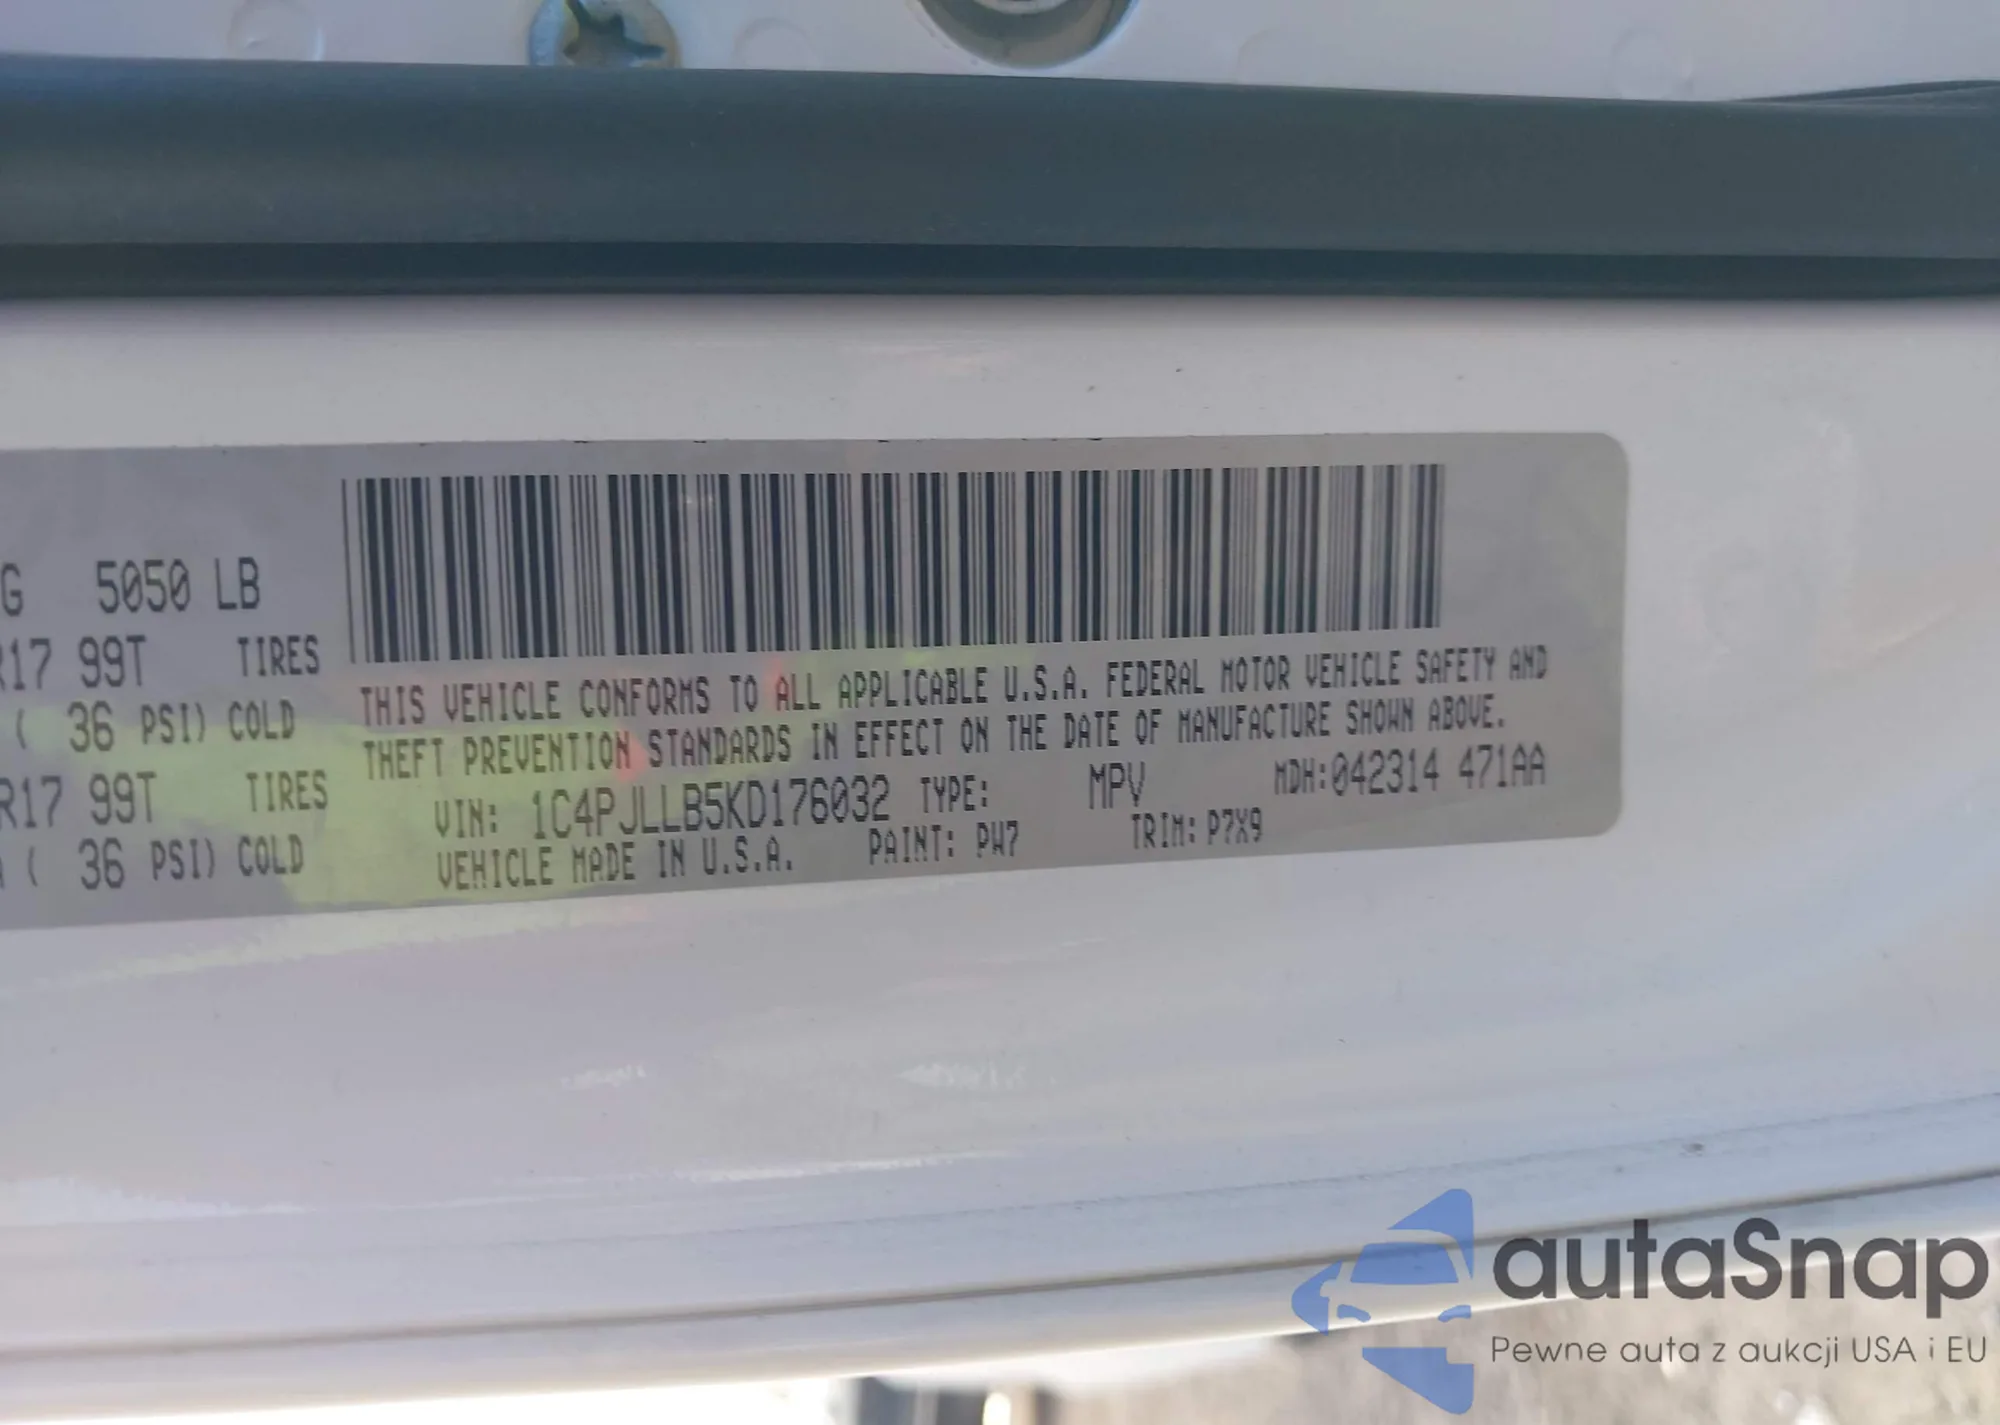 G 5050 LB
R17 99T TIRES
( 36 PSI) COLD
R17 99T TIRES
( 36 PSI) COLD
THIS VEHICLE CONFORMS TO ALL APPLICABLE U.S.A. FEDERAL MOTOR VEHICLE SAFETY AND
THEFT PREVENTION STANDARDS IN EFFECT ON THE DATE OF MANUFACTURE SHOWN ABOVE.
VIN: 1C4PJLLB5KD176032 TYPE: MPV MDH:042314 471AA
VEHICLE MADE IN U.S.A. PAINT: PW7 TRIM: P7X9
autaSnap
Pewne auta z aukcji USA i EU